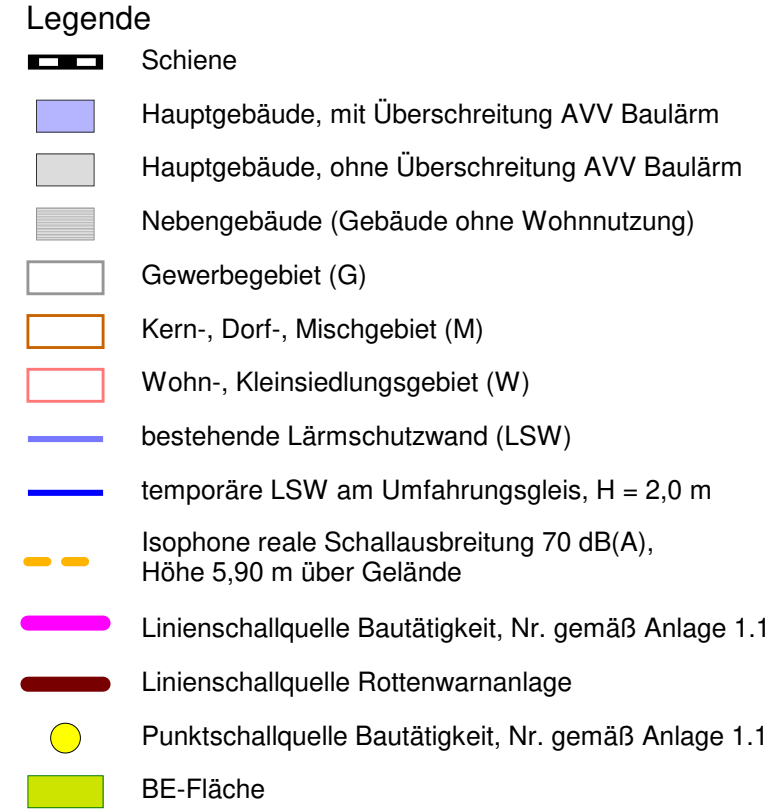 Legende
Schiene
Hauptgebäude, mit Überschreitung AVV Baulärm
Hauptgebäude, ohne Überschreitung AVV Baulärm
Nebengebäude (Gebäude ohne Wohnnutzung)
Gewerbegebiet (G)
Kern-, Dorf-, Mischgebiet (M)
Wohn-, Kleinsiedlungsgebiet (W)
bestehende Lärmschutzwand (LSW)
temporäre LSW am Umfahrungsgleis, H = 2,0 m
Isophone reale Schallausbreitung 70 dB(A),
Höhe 5,90 m über Gelände
Linienschallquelle Bautätigkeit, Nr. gemäß Anlage 1.1
Linienschallquelle Rottenwarnanlage
Punktschallquelle Bautätigkeit, Nr. gemäß Anlage 1.1
BE-Fläche